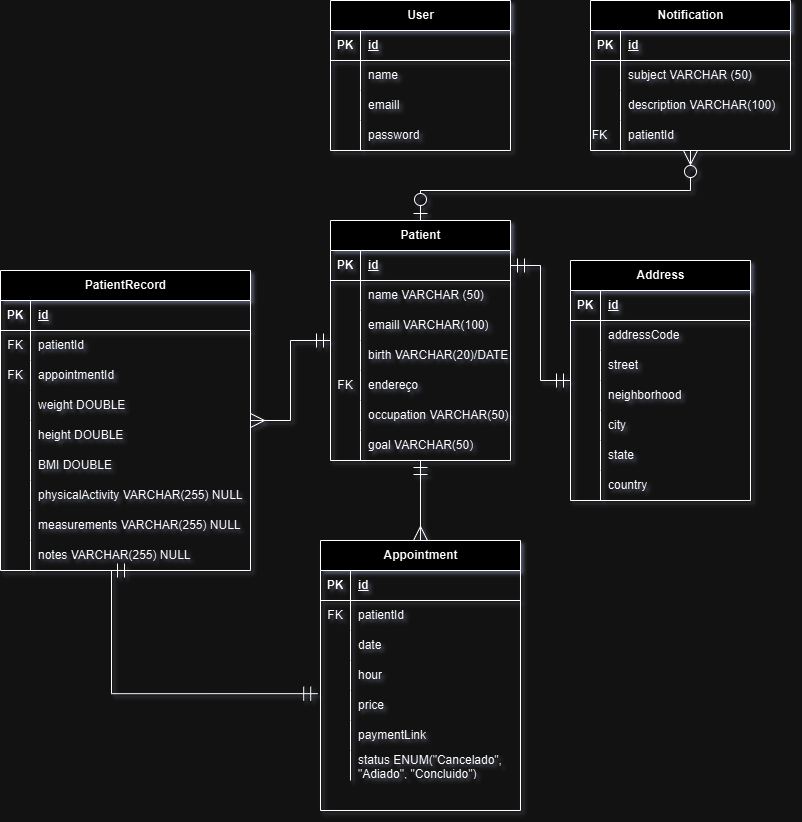 User
PK id
name
emaill
password
Notification
PK id
subject VARCHAR (50)
description VARCHAR(100)
FK patientId
Patient
PK id
name VARCHAR (50)
emaill VARCHAR(100)
birth VARCHAR(20)/DATE
FK endereço
occupation VARCHAR(50)
goal VARCHAR(50)
Address
PK id
addressCode
street
neighborhood
city
state
country
PatientRecord
PK id
FK patientId
FK appointmentId
weight DOUBLE
height DOUBLE
BMI DOUBLE
physicalActivity VARCHAR(255) NULL
measurements VARCHAR(255) NULL
notes VARCHAR(255) NULL
Appointment
PK id
FK patientId
date
hour
price
paymentLink
status ENUM("Cancelado",
"Adiado", "Concluido")